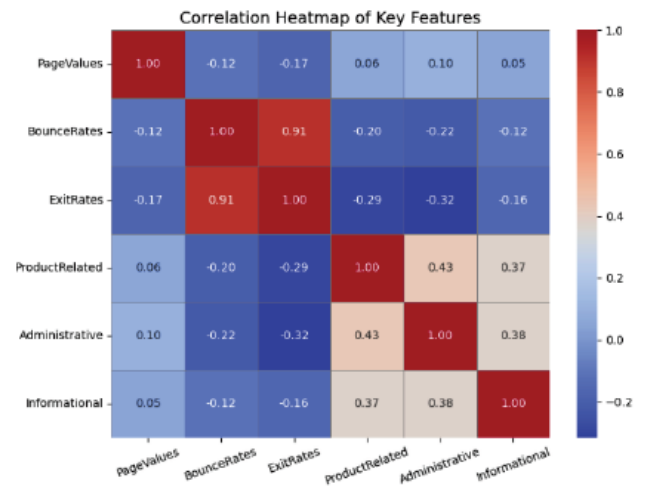 Correlation Heatmap of Key Features
PageValues 1.00 -0.12 -0.17 0.06 0.10 0.05
BounceRates -0.12 1.00 0.91 -0.20 -0.22 -0.12
ExitRates -0.17 0.91 1.00 -0.29 -0.32 -0.16
ProductRelated 0.06 -0.20 -0.29 1.00 0.43 0.37
Administrative 0.10 -0.22 -0.32 0.43 1.00 0.38
Informational 0.05 -0.12 -0.16 0.37 0.38 1.00
PageValues BounceRates ExitRates ProductRelated Administrative Informational
1.0
0.8
0.6
0.4
0.2
0.0
−0.2